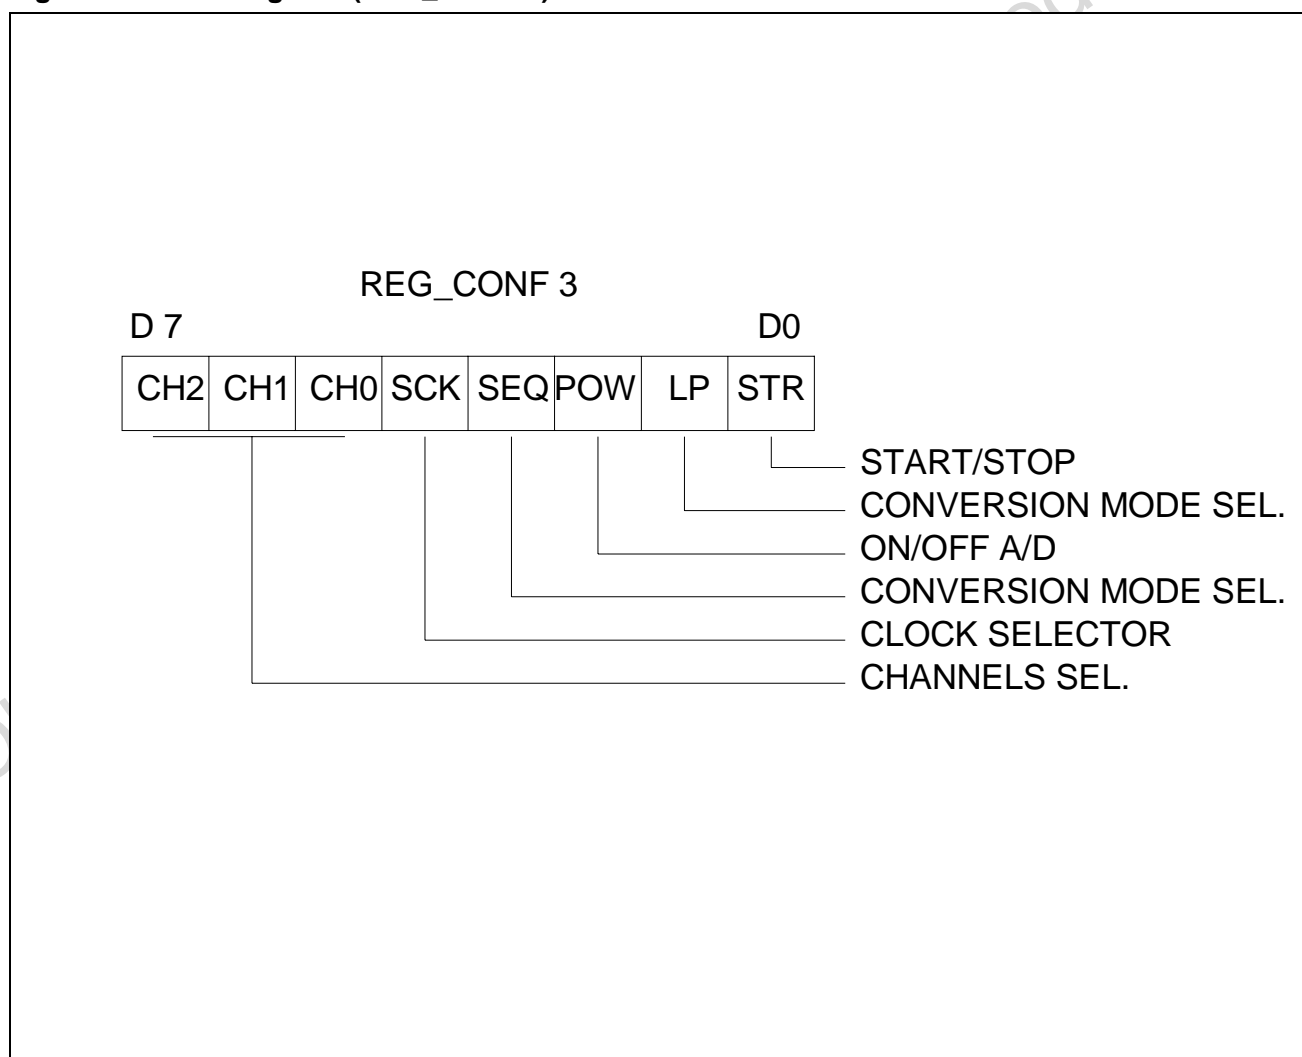 REG_CONF 3
D 7 D0
CH2 CH1 CH0 SCK SEQ POW LP STR
START/STOP
CONVERSION MODE SEL.
ON/OFF A/D
CONVERSION MODE SEL.
CLOCK SELECTOR
CHANNELS SEL.